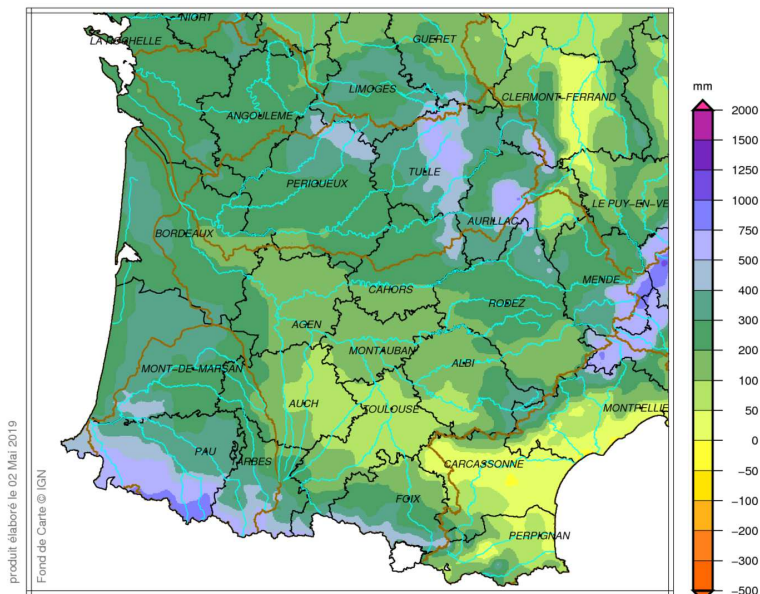 NIORT
LA ROCHELLE
GUERET
LIMOGES
CLERMONT-FERRAND
ANGOULEME
PERIGUEUX
TULLE
LE PUY-EN-VE
AURILLAC
BORDEAUX
CAHORS
MENDE
RODEZ
AGEN
MONTAUBAN
ALBI
MONT-DE-MARSAN
AUCH
TOULOUSE
MONTPELLIE
PAU
TARBES
CARCASSONNE
FOIX
PERPIGNAN
mm
2000
1500
1250
1000
750
500
400
300
200
100
50
0
-50
-100
-200
-300
-500
produit élaboré le 02 Mai 2019
Fond de Carte © IGN